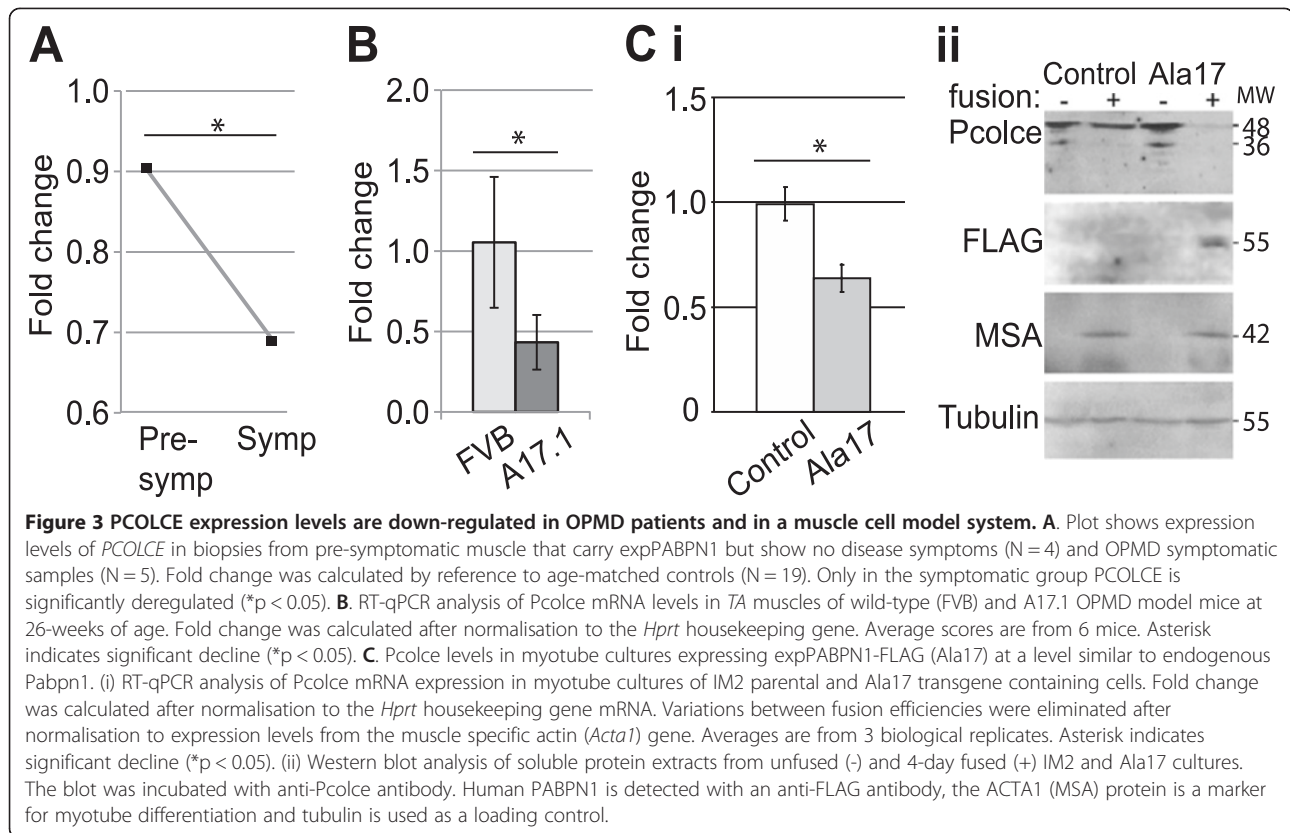 A
1.0
0.9
0.8
0.7
0.6
Fold change
*
Pre-
symp
Symp
B
2.0
1.5
1.0
0.5
0.0
Fold change
*
FVB
A17.1
C i
1.5
1.0
0.5
0
Fold change
*
Control
Ala17
ii
Control Ala17
fusion: - + - + MW
Pcolce 48
36
FLAG 55
MSA 42
Tubulin 55
Figure 3 PCOLCE expression levels are down-regulated in OPMD patients and in a muscle cell model system. A. Plot shows expression
levels of PCOLCE in biopsies from pre-symptomatic muscle that carry expPABPN1 but show no disease symptoms (N = 4) and OPMD symptomatic
samples (N = 5). Fold change was calculated by reference to age-matched controls (N = 19). Only in the symptomatic group PCOLCE is
significantly deregulated (*p < 0.05). B. RT-qPCR analysis of Pcolce mRNA levels in TA muscles of wild-type (FVB) and A17.1 OPMD model mice at
26-weeks of age. Fold change was calculated after normalisation to the Hprt housekeeping gene. Average scores are from 6 mice. Asterisk
indicates significant decline (*p < 0.05). C. Pcolce levels in myotube cultures expressing expPABPN1-FLAG (Ala17) at a level similar to endogenous
Pabpn1. (i) RT-qPCR analysis of Pcolce mRNA expression in myotube cultures of IM2 parental and Ala17 transgene containing cells. Fold change
was calculated after normalisation to the Hprt housekeeping gene mRNA. Variations between fusion efficiencies were eliminated after
normalisation to expression levels from the muscle specific actin (Acta1) gene. Averages are from 3 biological replicates. Asterisk indicates
significant decline (*p < 0.05). (ii) Western blot analysis of soluble protein extracts from unfused (-) and 4-day fused (+) IM2 and Ala17 cultures.
The blot was incubated with anti-Pcolce antibody. Human PABPN1 is detected with an anti-FLAG antibody, the ACTA1 (MSA) protein is a marker
for myotube differentiation and tubulin is used as a loading control.